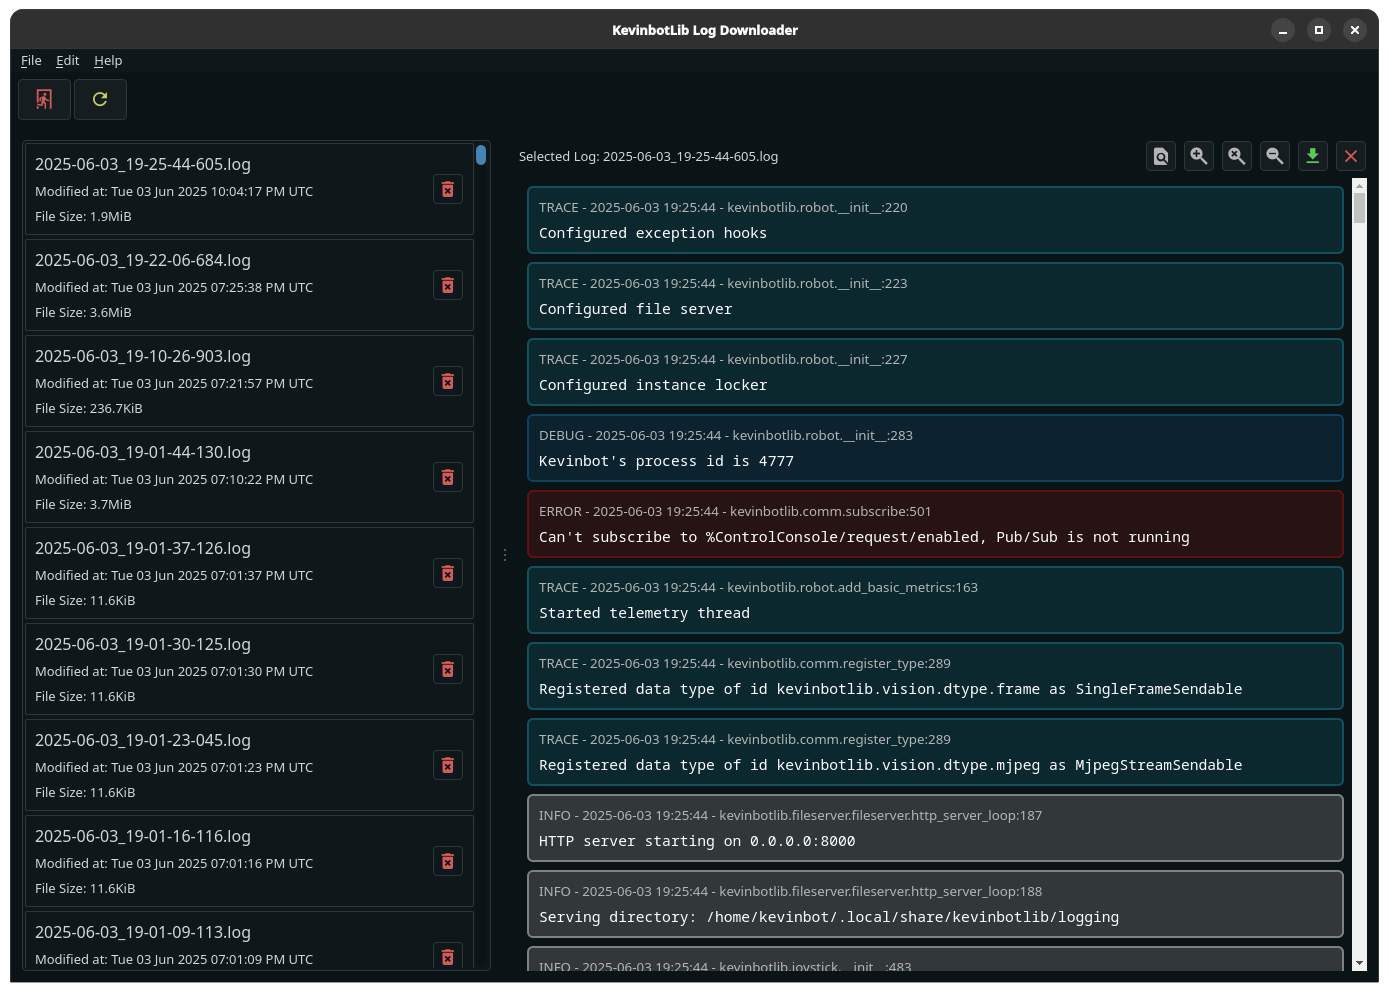 KevinbotLib Log Downloader
File Edit Help
2025-06-03_19-25-44-605.log
Modified at: Tue 03 Jun 2025 10:04:17 PM UTC
File Size: 1.9MiB
2025-06-03_19-22-06-684.log
Modified at: Tue 03 Jun 2025 07:25:38 PM UTC
File Size: 3.6MiB
2025-06-03_19-10-26-903.log
Modified at: Tue 03 Jun 2025 07:21:57 PM UTC
File Size: 236.7KiB
2025-06-03_19-01-44-130.log
Modified at: Tue 03 Jun 2025 07:10:22 PM UTC
File Size: 3.7MiB
2025-06-03_19-01-37-126.log
Modified at: Tue 03 Jun 2025 07:01:37 PM UTC
File Size: 11.6KiB
2025-06-03_19-01-30-125.log
Modified at: Tue 03 Jun 2025 07:01:30 PM UTC
File Size: 11.6KiB
2025-06-03_19-01-23-045.log
Modified at: Tue 03 Jun 2025 07:01:23 PM UTC
File Size: 11.6KiB
2025-06-03_19-01-16-116.log
Modified at: Tue 03 Jun 2025 07:01:16 PM UTC
File Size: 11.6KiB
2025-06-03_19-01-09-113.log
Modified at: Tue 03 Jun 2025 07:01:09 PM UTC
Selected Log: 2025-06-03_19-25-44-605.log
TRACE - 2025-06-03 19:25:44 - kevinbotlib.robot.__init__:220
Configured exception hooks
TRACE - 2025-06-03 19:25:44 - kevinbotlib.robot.__init__:223
Configured file server
TRACE - 2025-06-03 19:25:44 - kevinbotlib.robot.__init__:227
Configured instance locker
DEBUG - 2025-06-03 19:25:44 - kevinbotlib.robot.__init__:283
Kevinbot's process id is 4777
ERROR - 2025-06-03 19:25:44 - kevinbotlib.comm.subscribe:501
Can't subscribe to %ControlConsole/request/enabled, Pub/Sub is not running
TRACE - 2025-06-03 19:25:44 - kevinbotlib.robot.add_basic_metrics:163
Started telemetry thread
TRACE - 2025-06-03 19:25:44 - kevinbotlib.comm.register_type:289
Registered data type of id kevinbotlib.vision.dtype.frame as SingleFrameSendable
TRACE - 2025-06-03 19:25:44 - kevinbotlib.comm.register_type:289
Registered data type of id kevinbotlib.vision.dtype.mjpeg as MjpegStreamSendable
INFO - 2025-06-03 19:25:44 - kevinbotlib.fileserver.fileserver.http_server_loop:187
HTTP server starting on 0.0.0.0:8000
INFO - 2025-06-03 19:25:44 - kevinbotlib.fileserver.fileserver.http_server_loop:188
Serving directory: /home/kevinbot/.local/share/kevinbotlib/logging
INFO - 2025-06-03 19:25:44 - kevinbotlib.joystick.__init__:483